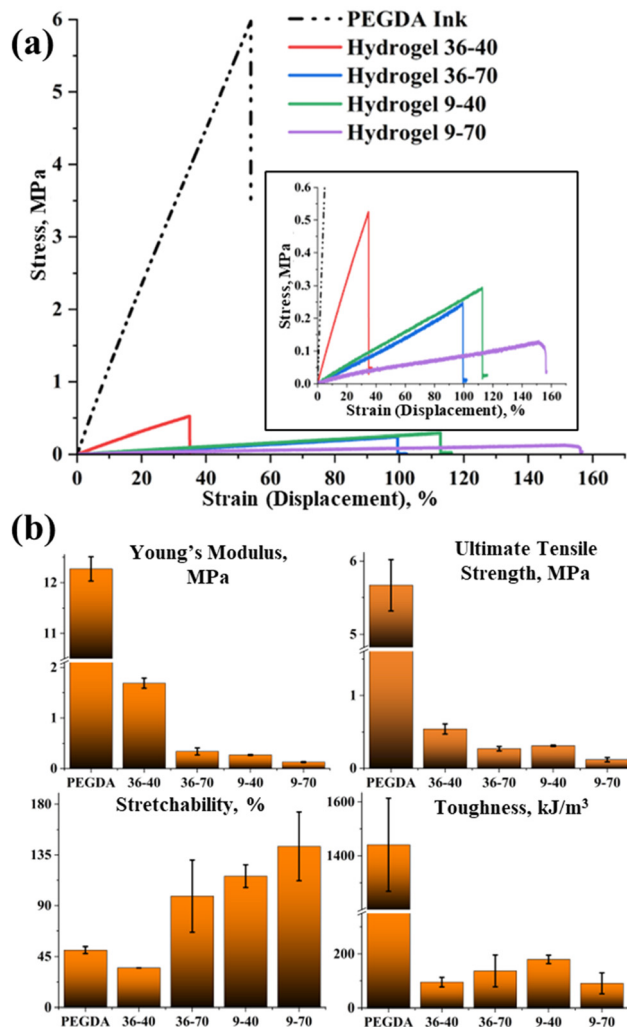 (a)
PEGDA Ink
Hydrogel 36-40
Hydrogel 36-70
Hydrogel 9-40
Hydrogel 9-70
6
5
4
3
2
1
0
Stress, MPa
0 20 40 60 80 100 120 140 160
Strain (Displacement), %
0.6
0.5
0.4
0.3
0.2
0.1
0.0
Stress, MPa
0 20 40 60 80 100 120 140 160
Strain (Displacement), %
(b)
Young's Modulus,
MPa
12
11
2
1
0
PEGDA 36-40 36-70 9-40 9-70
Ultimate Tensile
Strength, MPa
6
5
1
0
PEGDA 36-40 36-70 9-40 9-70
Stretchability, %
180
135
90
45
0
PEGDA 36-40 36-70 9-40 9-70
Toughness, kJ/m³
1600
1400
200
0
PEGDA 36-40 36-70 9-40 9-70